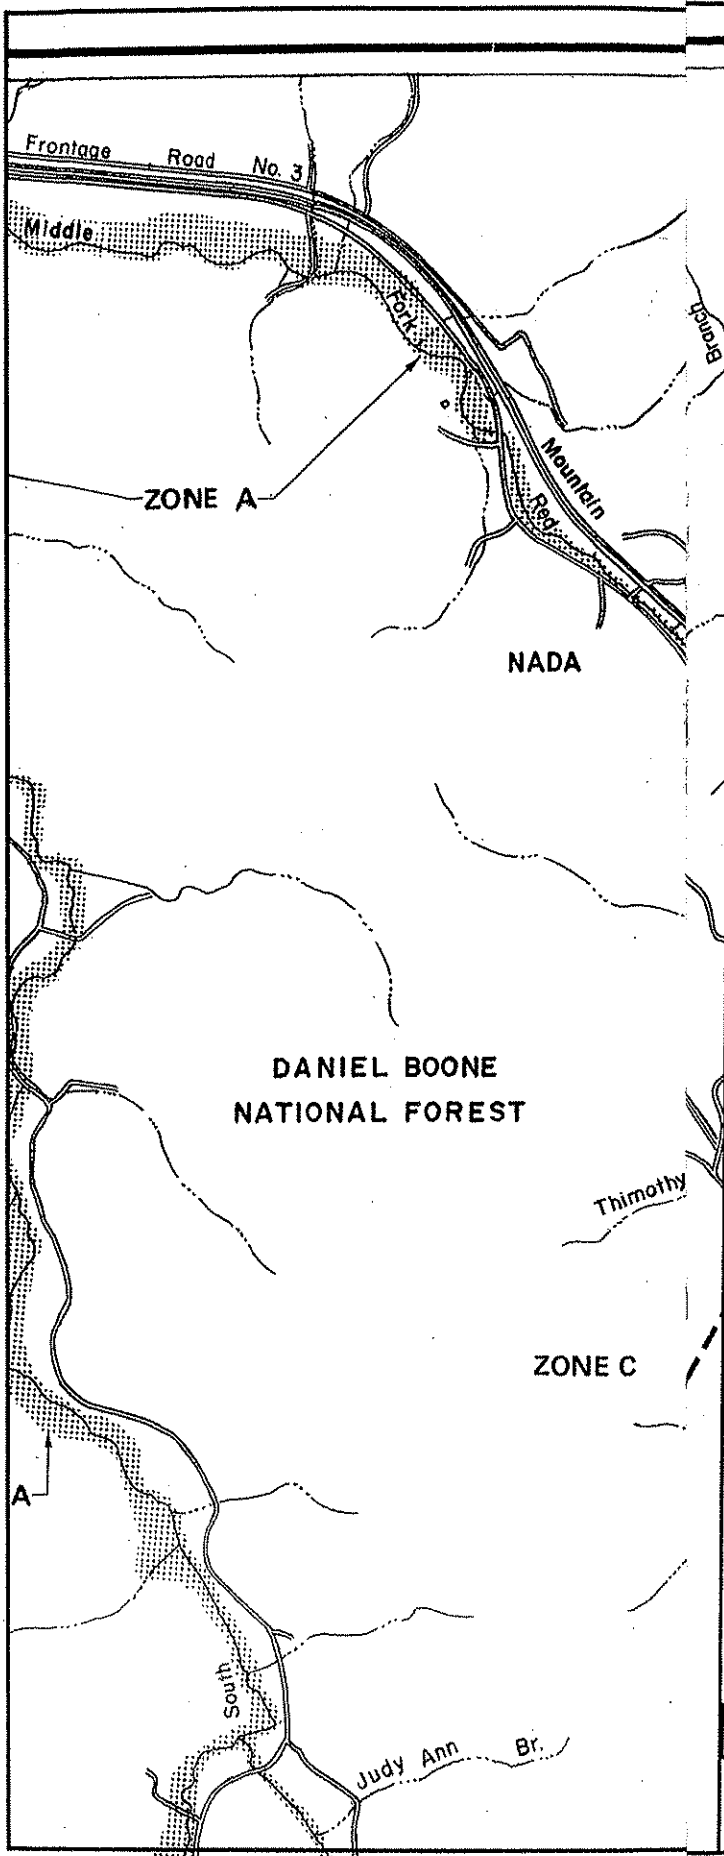 Frontage Road No. 3
Middle
Fork
Branch
Mountain
ZONE A
Red
NADA
DANIEL BOONE
NATIONAL FOREST
Thimothy
ZONE C
A
South
Judy Ann Br.